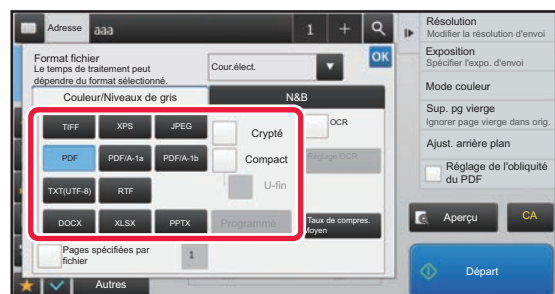 Adresse aaa 1 +
Format fichier
Le temps de traitement peut
dépendre du format sélectionné.
Cour.élect.
OK
Couleur/Niveaux de gris
N&B
TIFF XPS JPEG Crypté OCR
PDF PDF/A-1a PDF/A-1b Compact Réglage OCR
TXT(UTF-8) RTF U-fin
DOCX XLSX PPTX Programmé Taux de compres.
Moyen
Pages spécifiées par
fichier
1
Autres
Résolution
Modifier la résolution d'envoi
Exposition
Spécifier l'expo. d'envoi
Mode couleur
Sup. pg vierge
Ignorer page vierge dans orig.
Ajust. arrière plan
Réglage de l'obliquité
du PDF
Aperçu CA
Départ